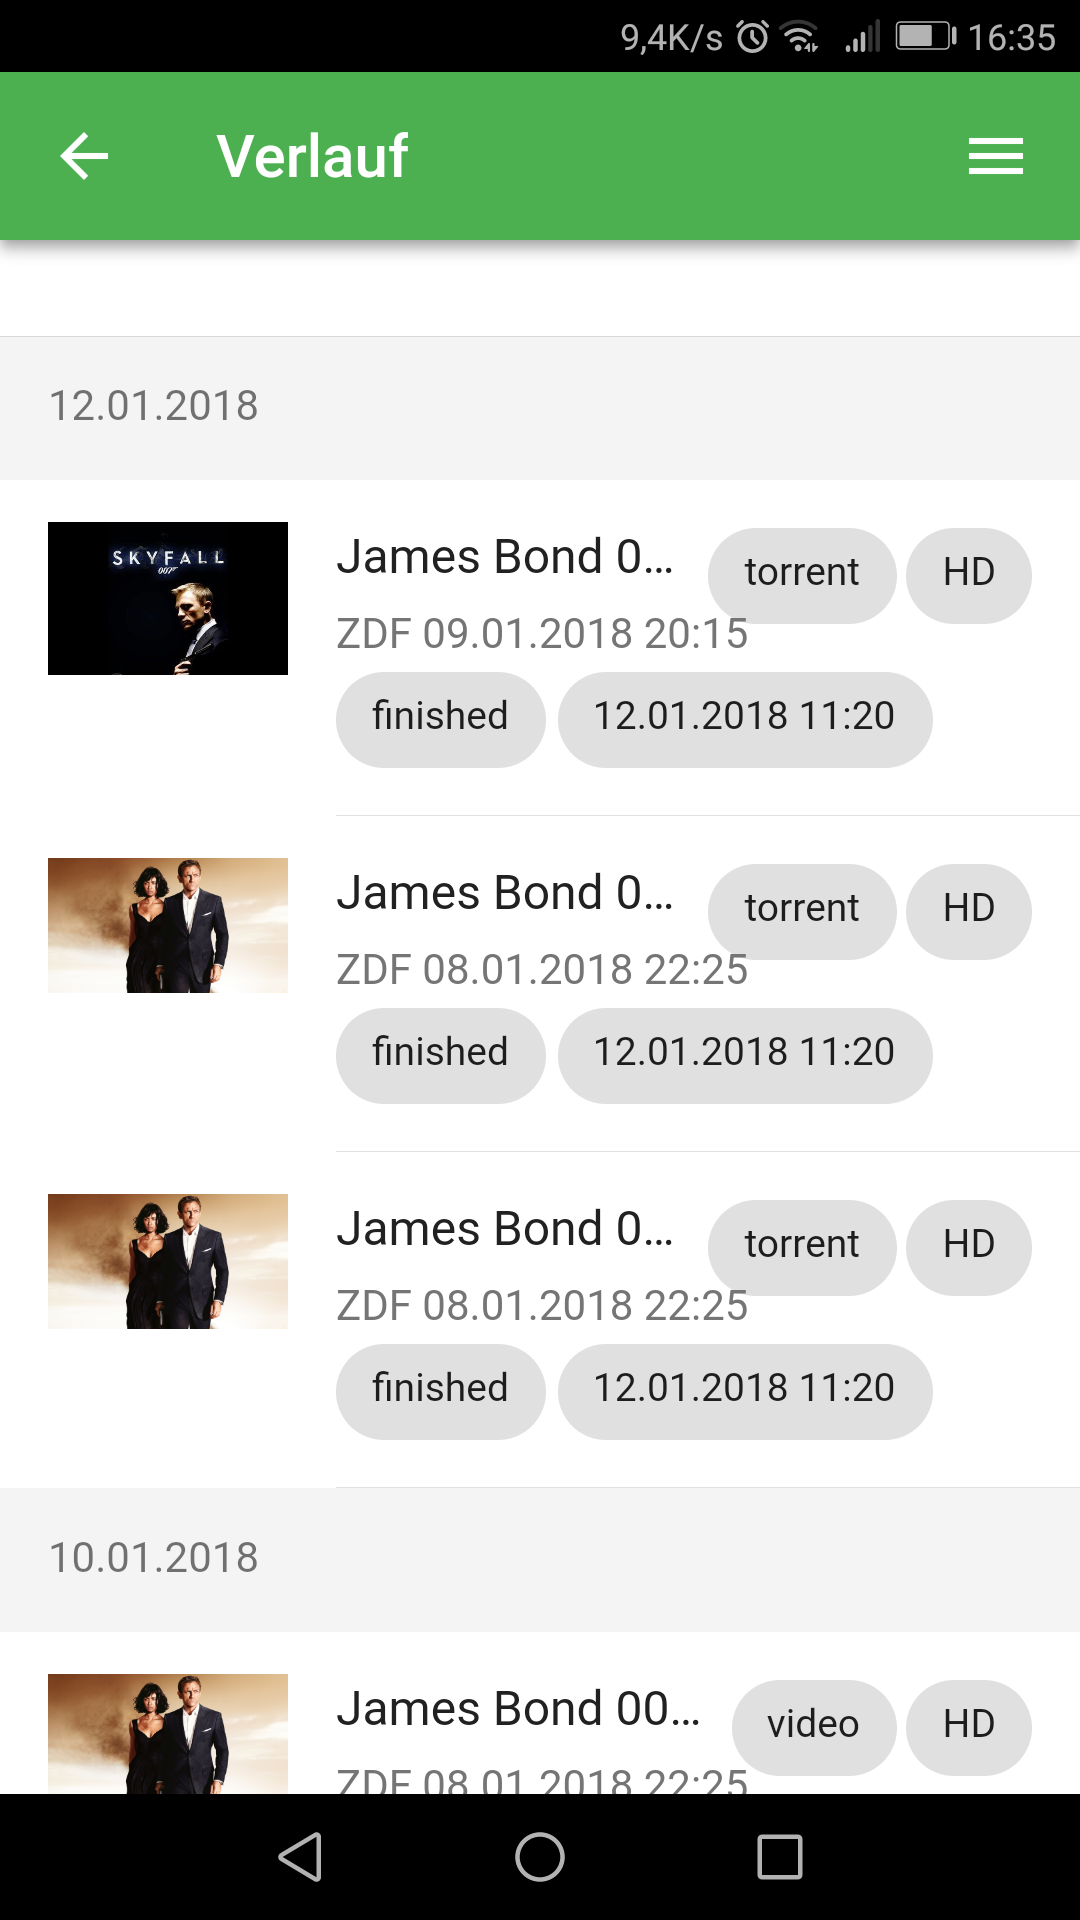 9,4K/s 16:35
Verlauf
12.01.2018
SKYFALL
007
James Bond 0... torrent HD
ZDF 09.01.2018 20:15
finished 12.01.2018 11:20
James Bond 0... torrent HD
ZDF 08.01.2018 22:25
finished 12.01.2018 11:20
James Bond 0... torrent HD
ZDF 08.01.2018 22:25
finished 12.01.2018 11:20
10.01.2018
James Bond 00... video HD
ZDF 08.01.2018 22:25